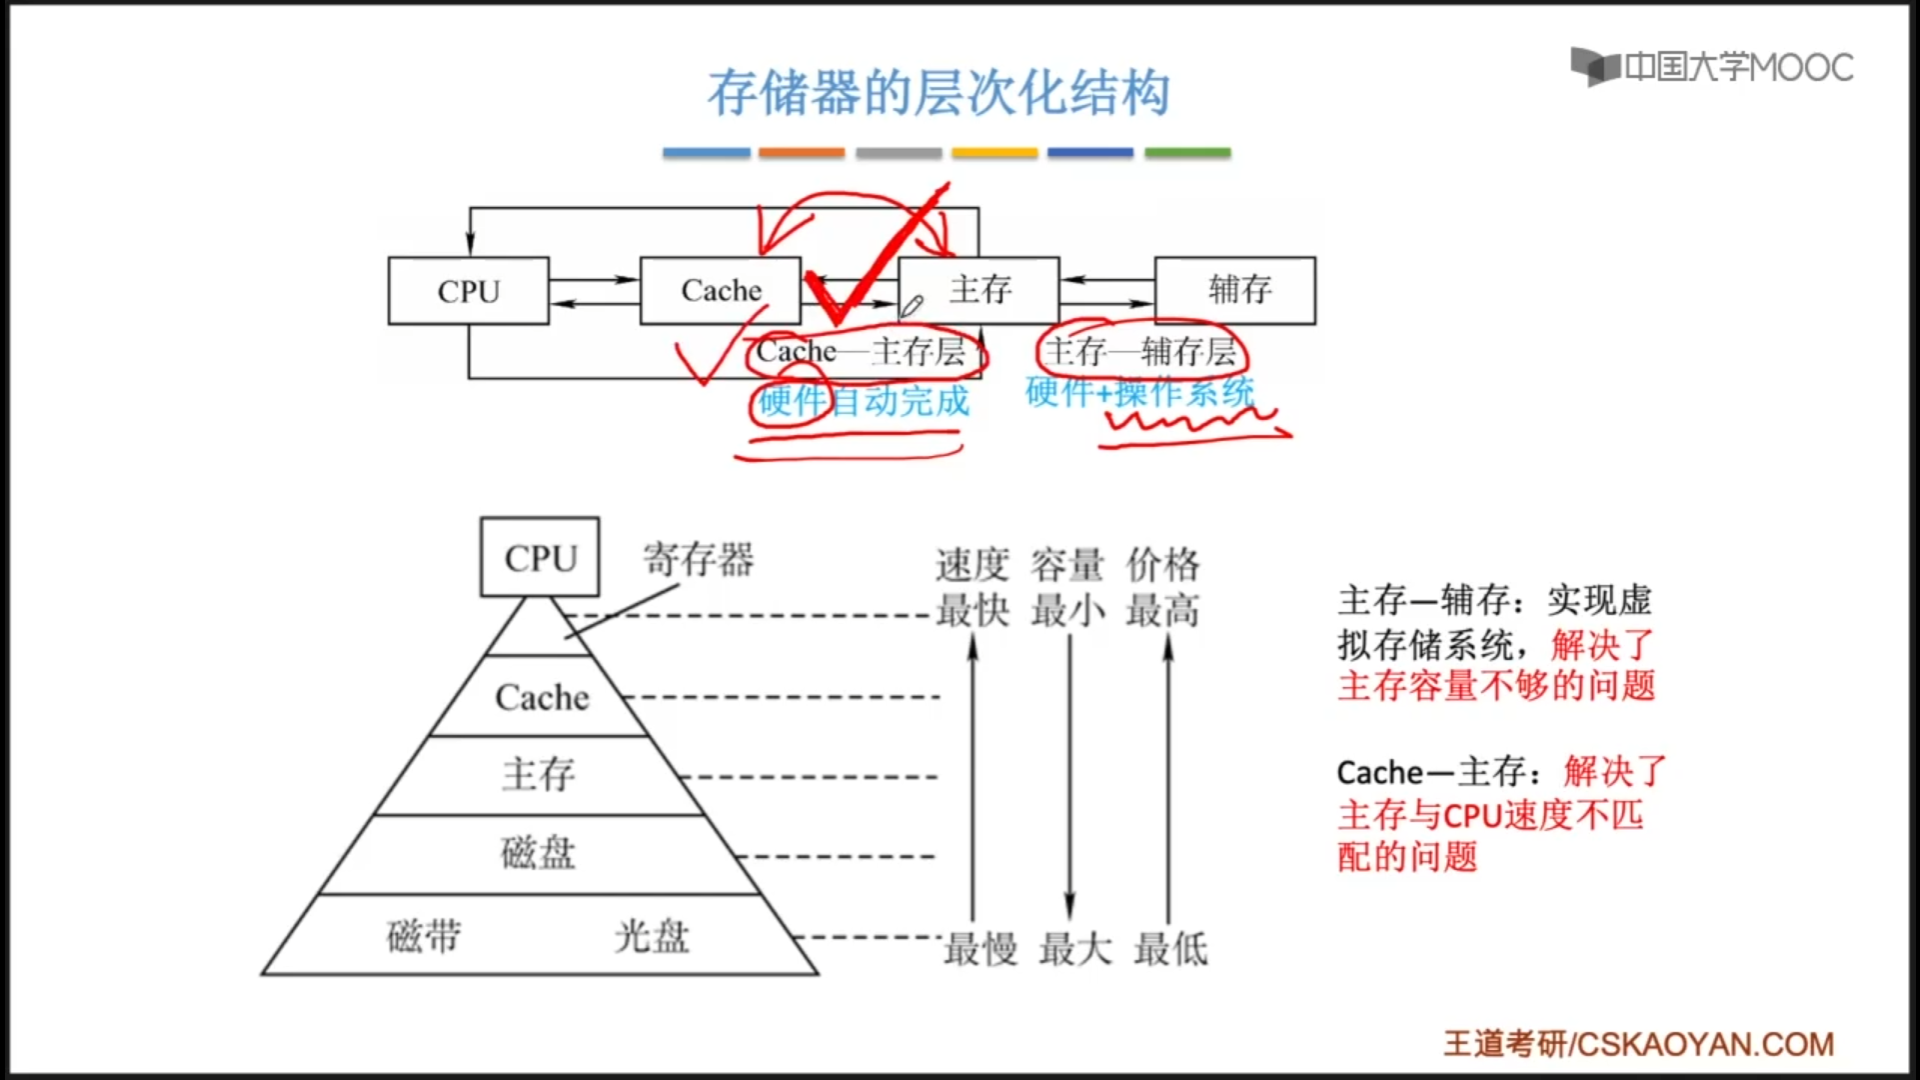 中国大学MOOC
存储器的层次化结构
CPU
Cache
主存
辅存
Cache—主存层
主存—辅存层
硬件自动完成
硬件+操作系统
CPU
寄存器
速度 容量 价格
最快 最小 最高
Cache
主存
磁盘
磁带
光盘
最慢 最大 最低
主存—辅存：实现虚
拟存储系统，解决了
主存容量不够的问题
Cache—主存：解决了
主存与CPU速度不匹
配的问题
王道考研/CSKAOYAN.COM